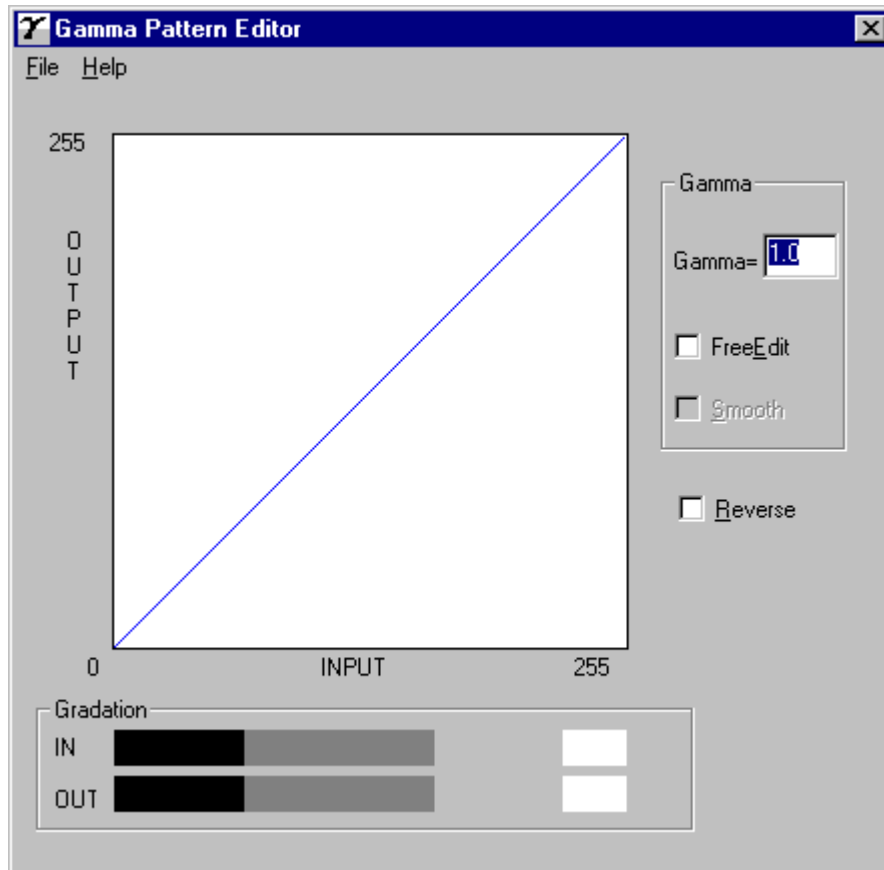 Gamma Pattern Editor
File Help
255
OUTPUT
0 INPUT 255
Gamma
Gamma= 1.0
FreeEdit
Smooth
Reverse
Gradation
IN
OUT